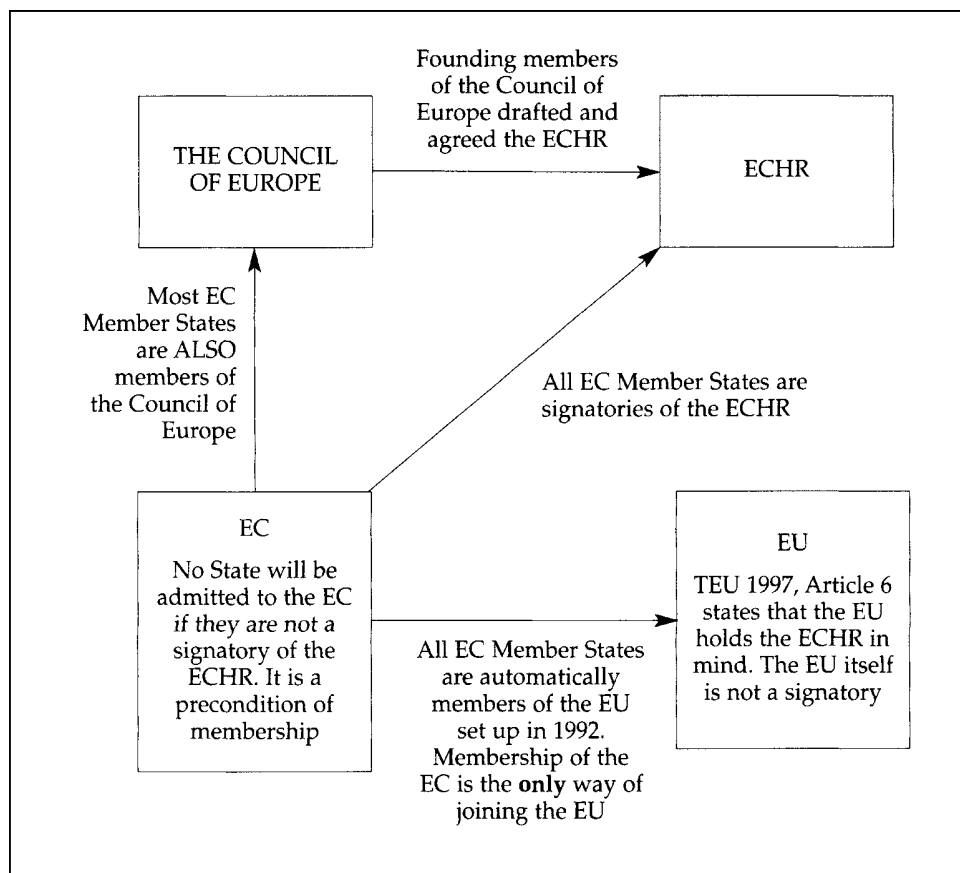 Founding members
of the Council of
Europe drafted and
agreed the ECHR
THE COUNCIL
OF EUROPE
ECHR
Most EC
Member States
are ALSO
members of
the Council of
Europe
All EC Member States are
signatories of the ECHR
EC
No State will be
admitted to the EC
if they are not a
signatory of the
ECHR. It is a
precondition of
membership
All EC Member States
are automatically
members of the EU
set up in 1992.
Membership of the
EC is the only way of
joining the EU
EU
TEU 1997, Article 6
states that the EU
holds the ECHR in
mind. The EU itself
is not a signatory